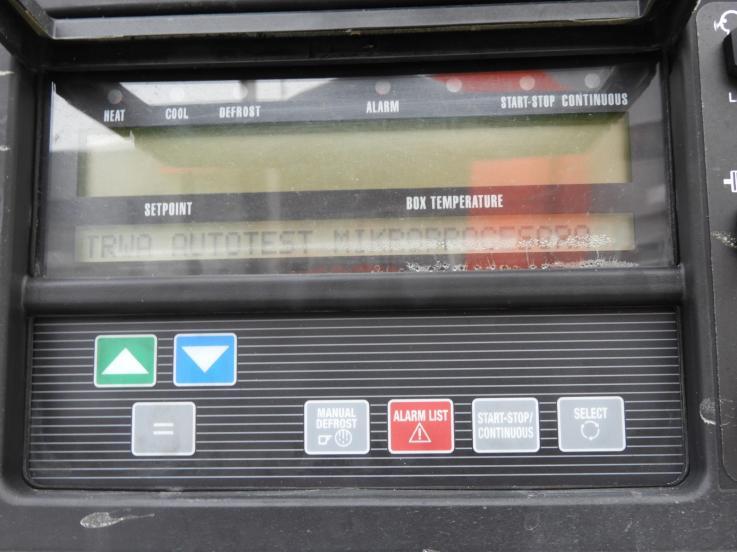 HEAT COOL DEFROST ALARM START-STOP CONTINUOUS
SETPOINT BOX TEMPERATURE
TRWA AUTOTEST MIKROPROCESORA
MANUAL
DEFROST
ALARM LIST
START-STOP/
CONTINUOUS
SELECT
=
L